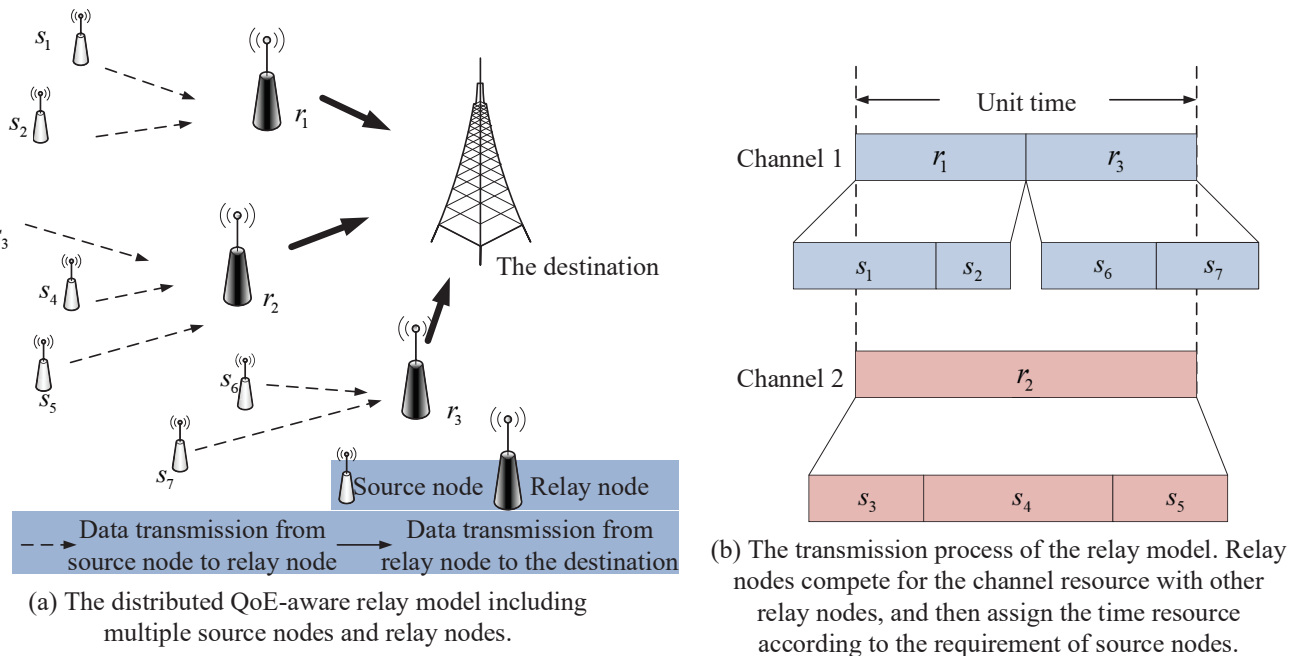 s1
s2
r1
r3
s4
r2
The destination
s5
s6
r3
s7
Source node
Relay node
Data transmission from
source node to relay node
Data transmission from
relay node to the destination
(a) The distributed QoE-aware relay model including
multiple source nodes and relay nodes.
Unit time
Channel 1
r1
r3
s1
s2
s6
s7
Channel 2
r2
s3
s4
s5
(b) The transmission process of the relay model. Relay
nodes compete for the channel resource with other
relay nodes, and then assign the time resource
according to the requirement of source nodes.